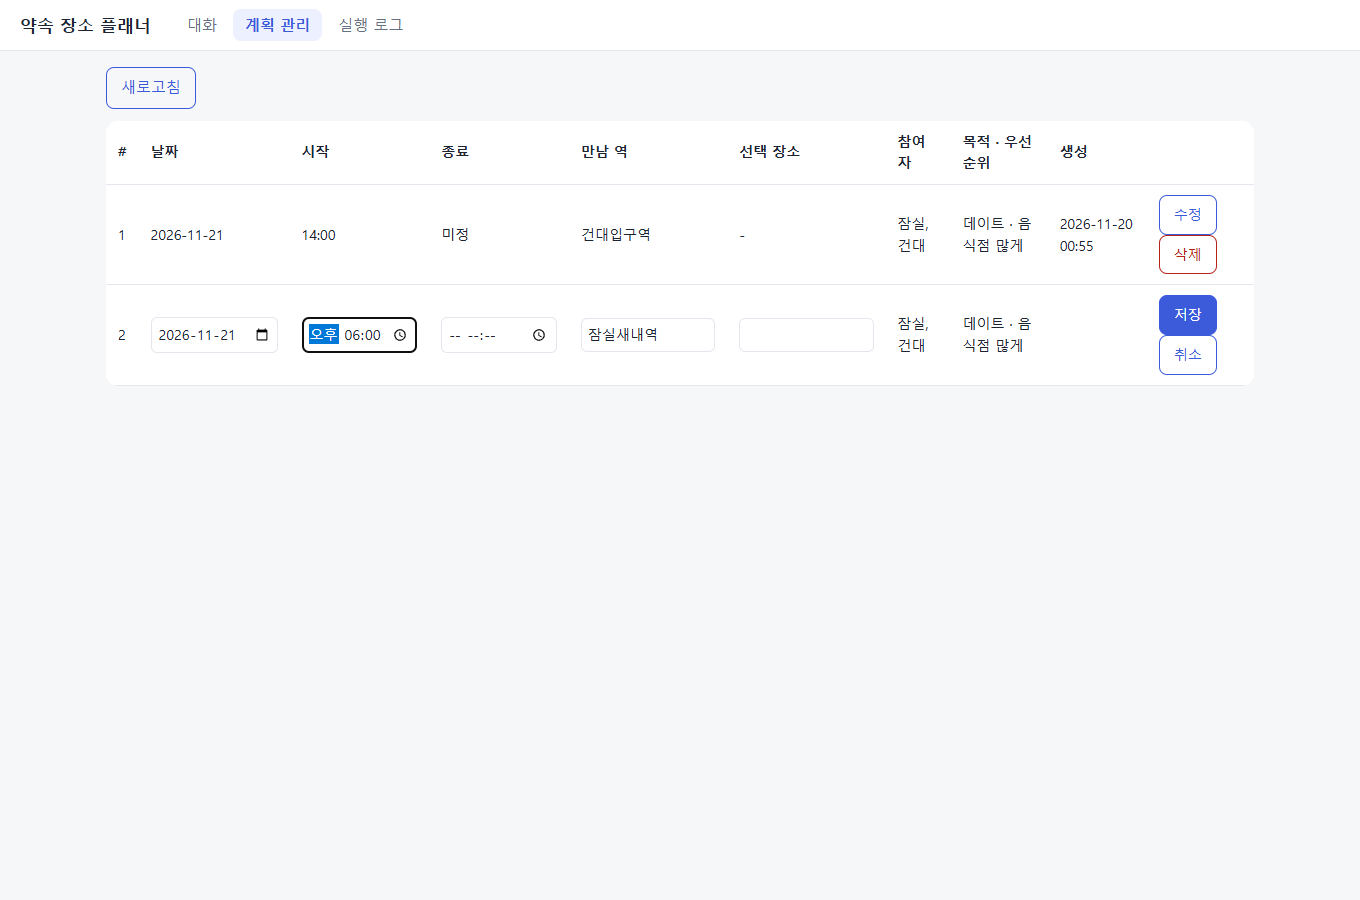 약속 장소 플래너 대화 계획 관리 실행 로그
새로고침
# 날짜 시작 종료 만남 역 선택 장소 참여자 목적 · 우선순위 생성
1 2026-11-21 14:00 미정 건대입구역 - 잠실, 건대 데이트 · 음식점 많게 2026-11-20 00:55 수정 삭제
2 2026-11-21 오후 06:00 -- --:-- 잠실새내역 잠실, 건대 데이트 · 음식점 많게 저장 취소